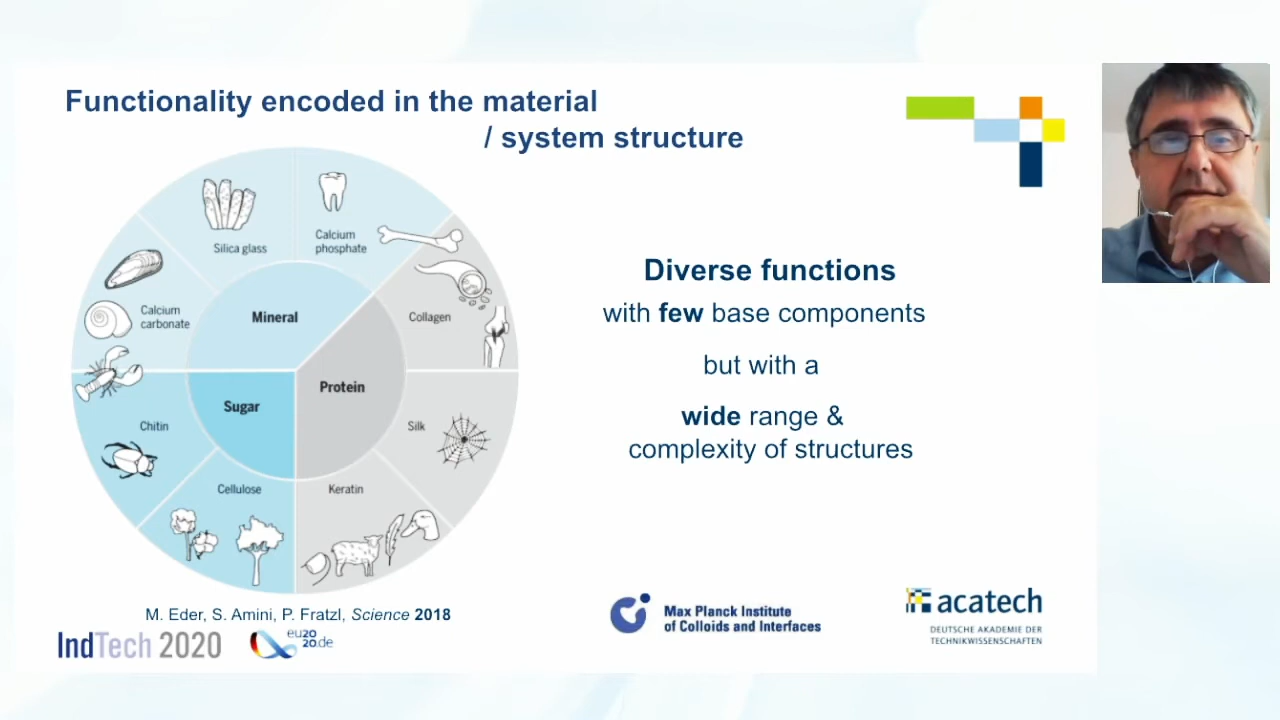 Functionality encoded in the material
/ system structure
Silica glass
Calcium
phosphate
Calcium
carbonate
Mineral
Collagen
Protein
Sugar
Chitin
Silk
Cellulose
Keratin
Diverse functions
with few base components
but with a
wide range &
complexity of structures
M. Eder, S. Amini, P. Fratzl, Science 2018
IndTech 2020
eu20
20.de
Max Planck Institute
of Colloids and Interfaces
acatech
DEUTSCHE AKADEMIE DER
TECHNIKWISSENSCHAFTEN